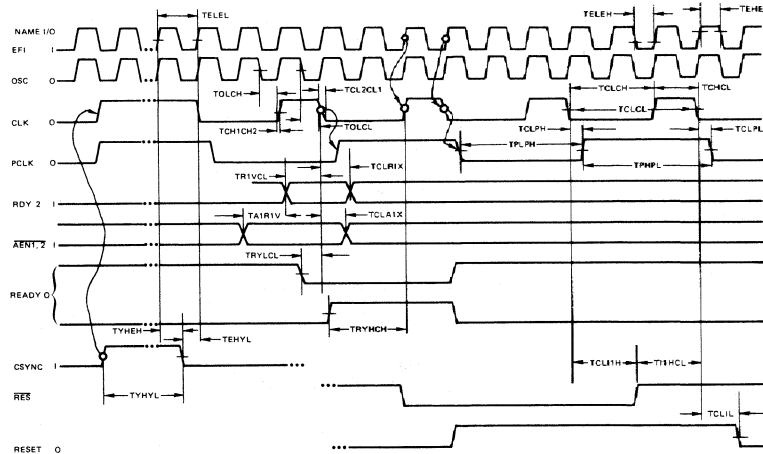 TELEL
TELEH
TEHE
NAME I/O
EFI I
OSC O
TOLCH
TCL2CL1
TCLCH
TCHCL
TCLCL
CLK O
TCH1CH2
TOLCL
TCLPH
TCLPL
PCLK O
TPLPH
TPHPL
TR1VCL
TCLRIX
RDY 2 I
TA1R1V
TCLA1X
AEN1, 2 I
TRYLCL
READY O
TRYHCH
TYHEH
TEHYL
CSYNC I
TCLI1H
TI1HCL
TYHYL
RES
TCLIL
RESET O